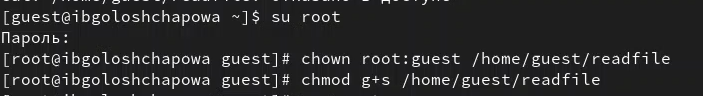 [guest@ibgoloshchapowa ~]$ su root
Пароль:
[root@ibgoloshchapowa guest]# chown root:guest /home/guest/readfile
[root@ibgoloshchapowa guest]# chmod g+s /home/guest/readfile